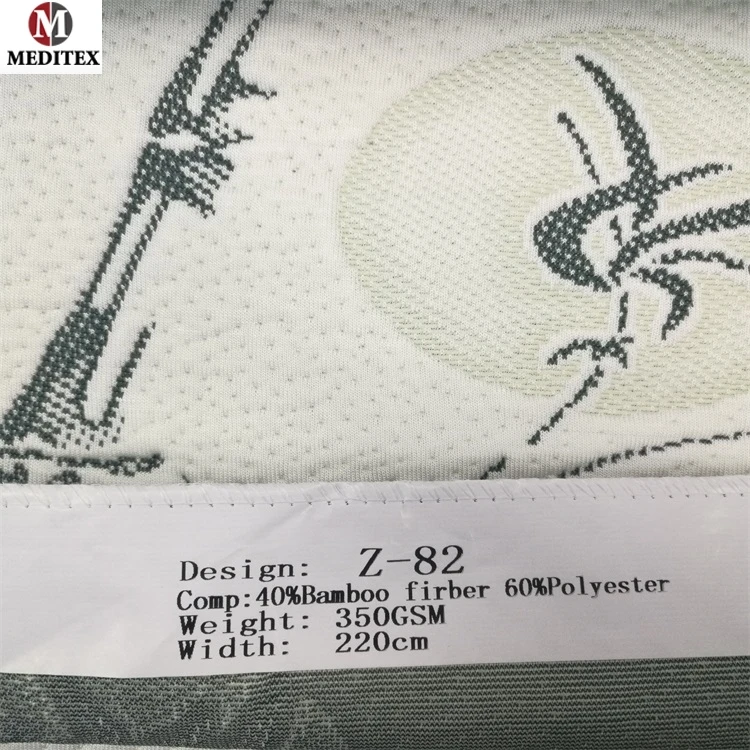 MEDITEX
Design: Z-82
Comp:40%Bamboo firber 60%Polyester
Weight: 350GSM
Width: 220cm